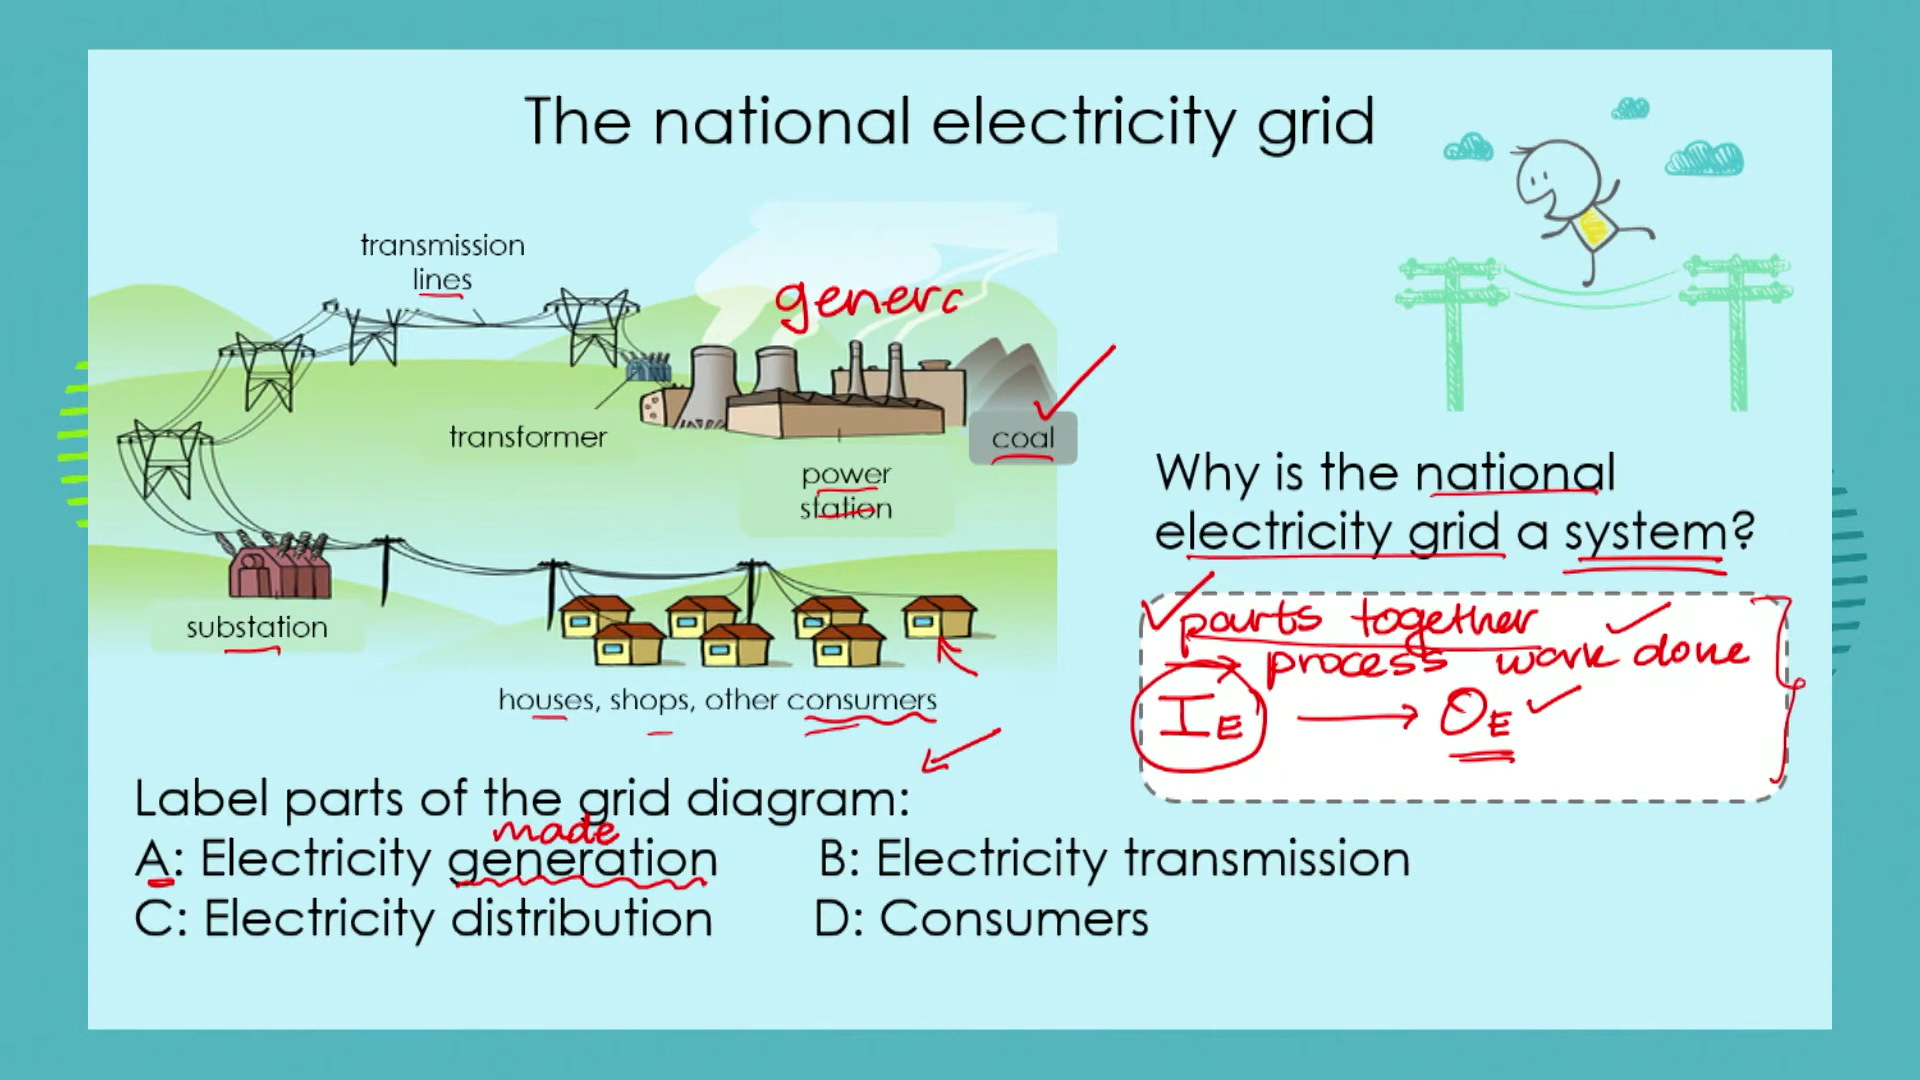 The national electricity grid
transmission
lines
generc
transformer
coal
power
station
substation
houses, shops, other consumers
Why is the national
electricity grid a system?
parts together
process work done
IE → OE
Label parts of the grid diagram:
made
A: Electricity generation
B: Electricity transmission
C: Electricity distribution
D: Consumers